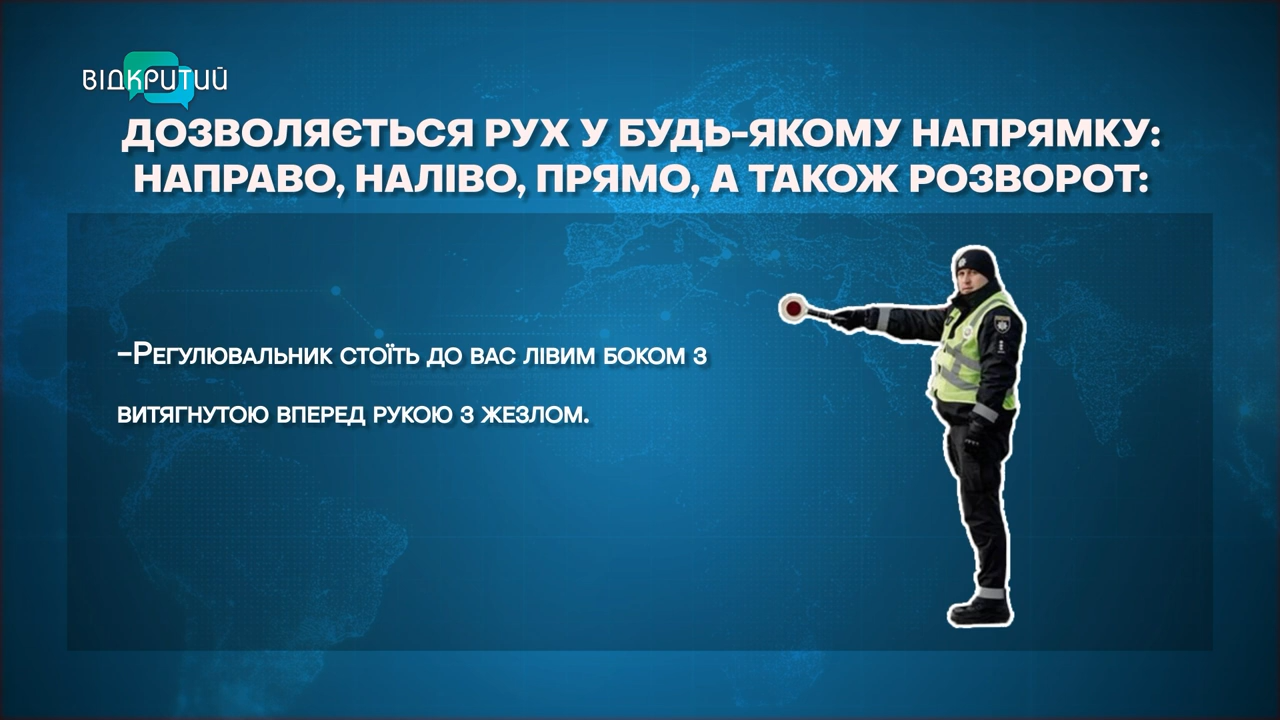 ВІДКРИТИЙ
ДОЗВОЛЯЄТЬСЯ РУХ У БУДЬ-ЯКОМУ НАПРЯМКУ:
НАПРАВО, НАЛІВО, ПРЯМО, А ТАКОЖ РОЗВОРОТ:
–Регулювальник стоїть до вас лівим боком з
витягнутою вперед рукою з жезлом.